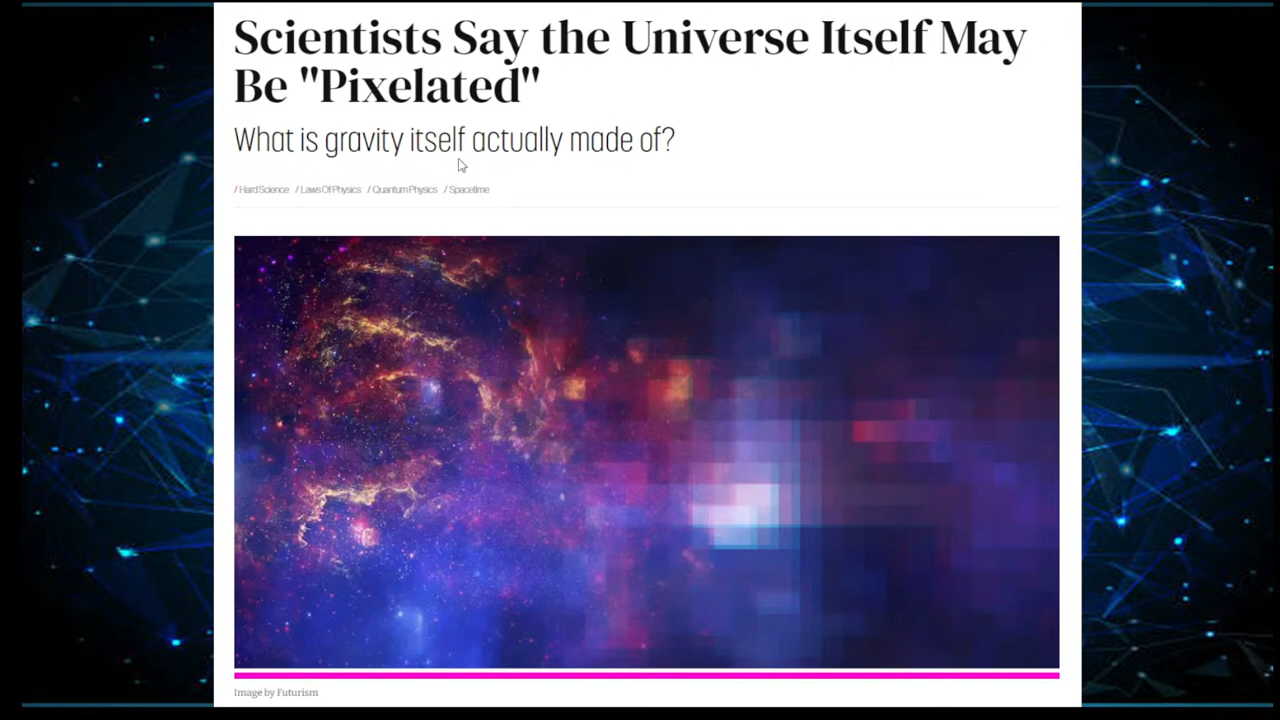 Scientists Say the Universe Itself May
Be "Pixelated"
What is gravity itself actually made of?
/ Hard Science / Laws Of Physics / Quantum Physics / Spacetime
Image by Futurism